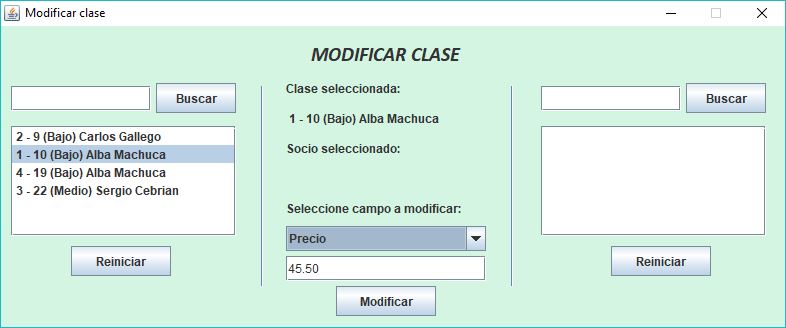 Modificar clase
MODIFICAR CLASE
Buscar
2 - 9 (Bajo) Carlos Gallego
1 - 10 (Bajo) Alba Machuca
4 - 19 (Bajo) Alba Machuca
3 - 22 (Medio) Sergio Cebrian
Reiniciar
Clase seleccionada:
1 - 10 (Bajo) Alba Machuca
Socio seleccionado:
Seleccione campo a modificar:
Precio
45.50
Modificar
Buscar
Reiniciar